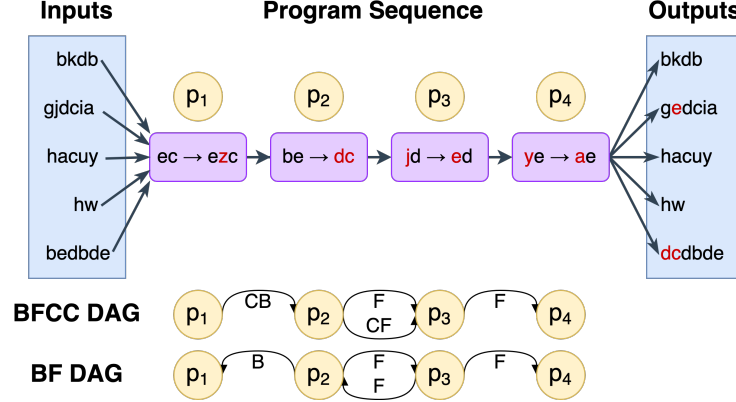 Inputs
Program Sequence
Outputs
bkdb
gjdcia
hacuy
hw
bedbde
p1
p2
p3
p4
ec → ezc
be → dc
jd → ed
ye → ae
bkdb
gedcia
hacuy
hw
dcdbde
BFCC DAG
p1
CB
p2
F
CF
p3
F
p4
BF DAG
p1
B
p2
F
F
p3
F
p4